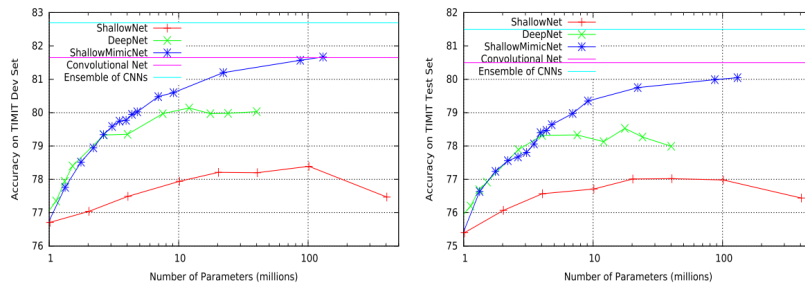 83
82
81
80
79
78
77
76
1
10
100
Accuracy on TIMIT Dev Set
Number of Parameters (millions)
ShallowNet
DeepNet
ShallowMimicNet
Convolutional Net
Ensemble of CNNs
82
81
80
79
78
77
76
75
1
10
100
Accuracy on TIMIT Test Set
Number of Parameters (millions)
ShallowNet
DeepNet
ShallowMimicNet
Convolutional Net
Ensemble of CNNs